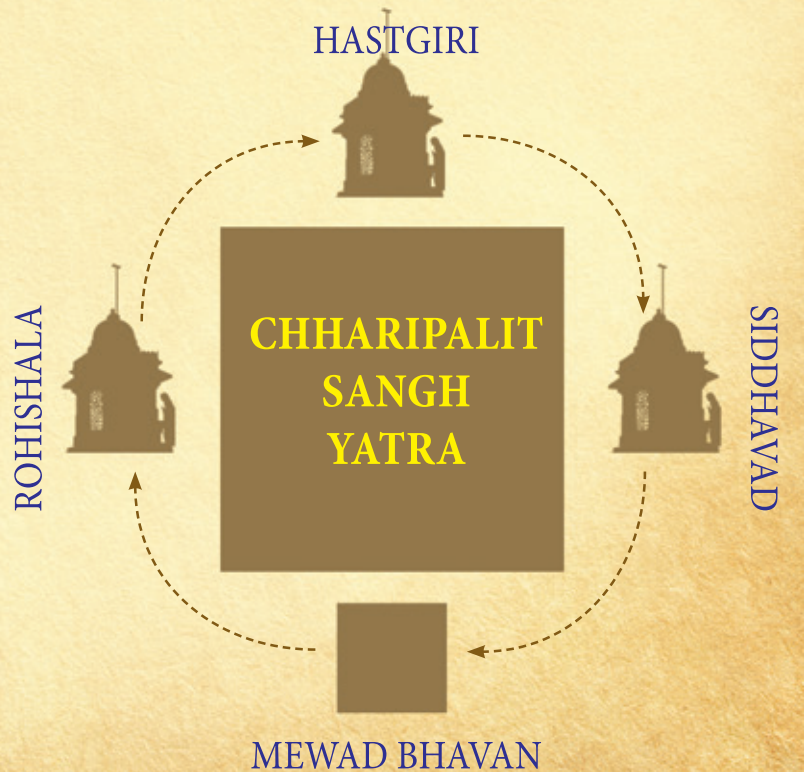 HASTGIRI
ROHISHALA
CHHARIPALIT
SANGH
YATRA
SIDDHAVAD
MEWAD BHAVAN